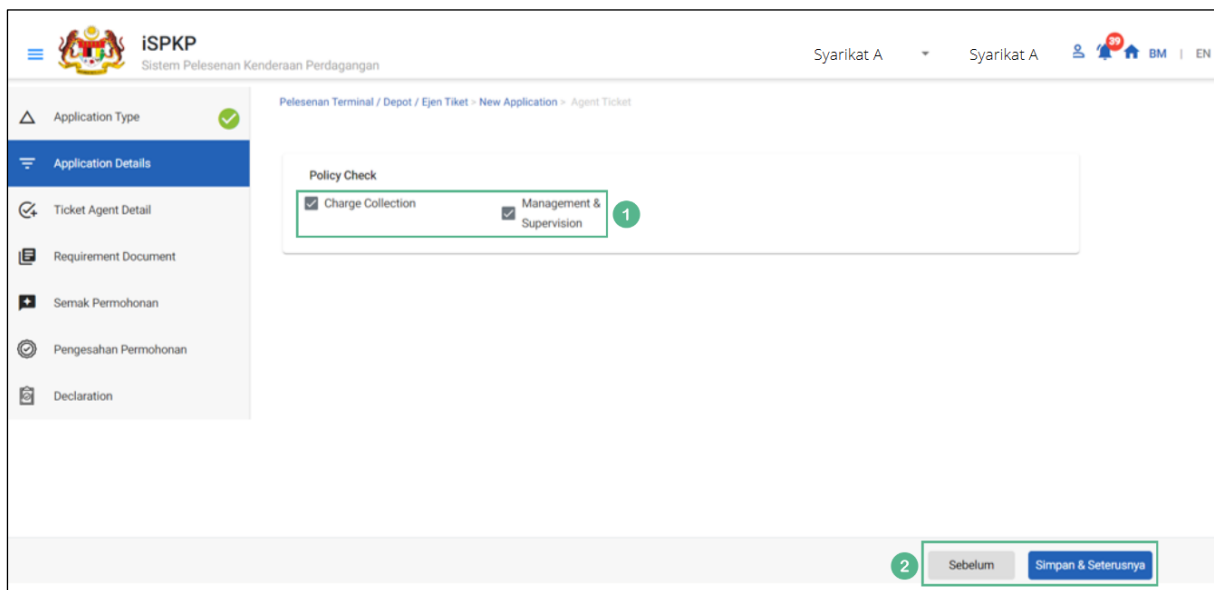 iSPKP
Sistem Pelesenan Kenderaan Perdagangan
Syarikat A
Syarikat A
39
BM | EN
Pelesenan Terminal / Depot / Ejen Tiket > New Application > Agent Ticket
Application Type
Application Details
Ticket Agent Detail
Requirement Document
Semak Permohonan
Pengesahan Permohonan
Declaration
Policy Check
Charge Collection
Management &
Supervision
1
2
Sebelum
Simpan & Seterusnya